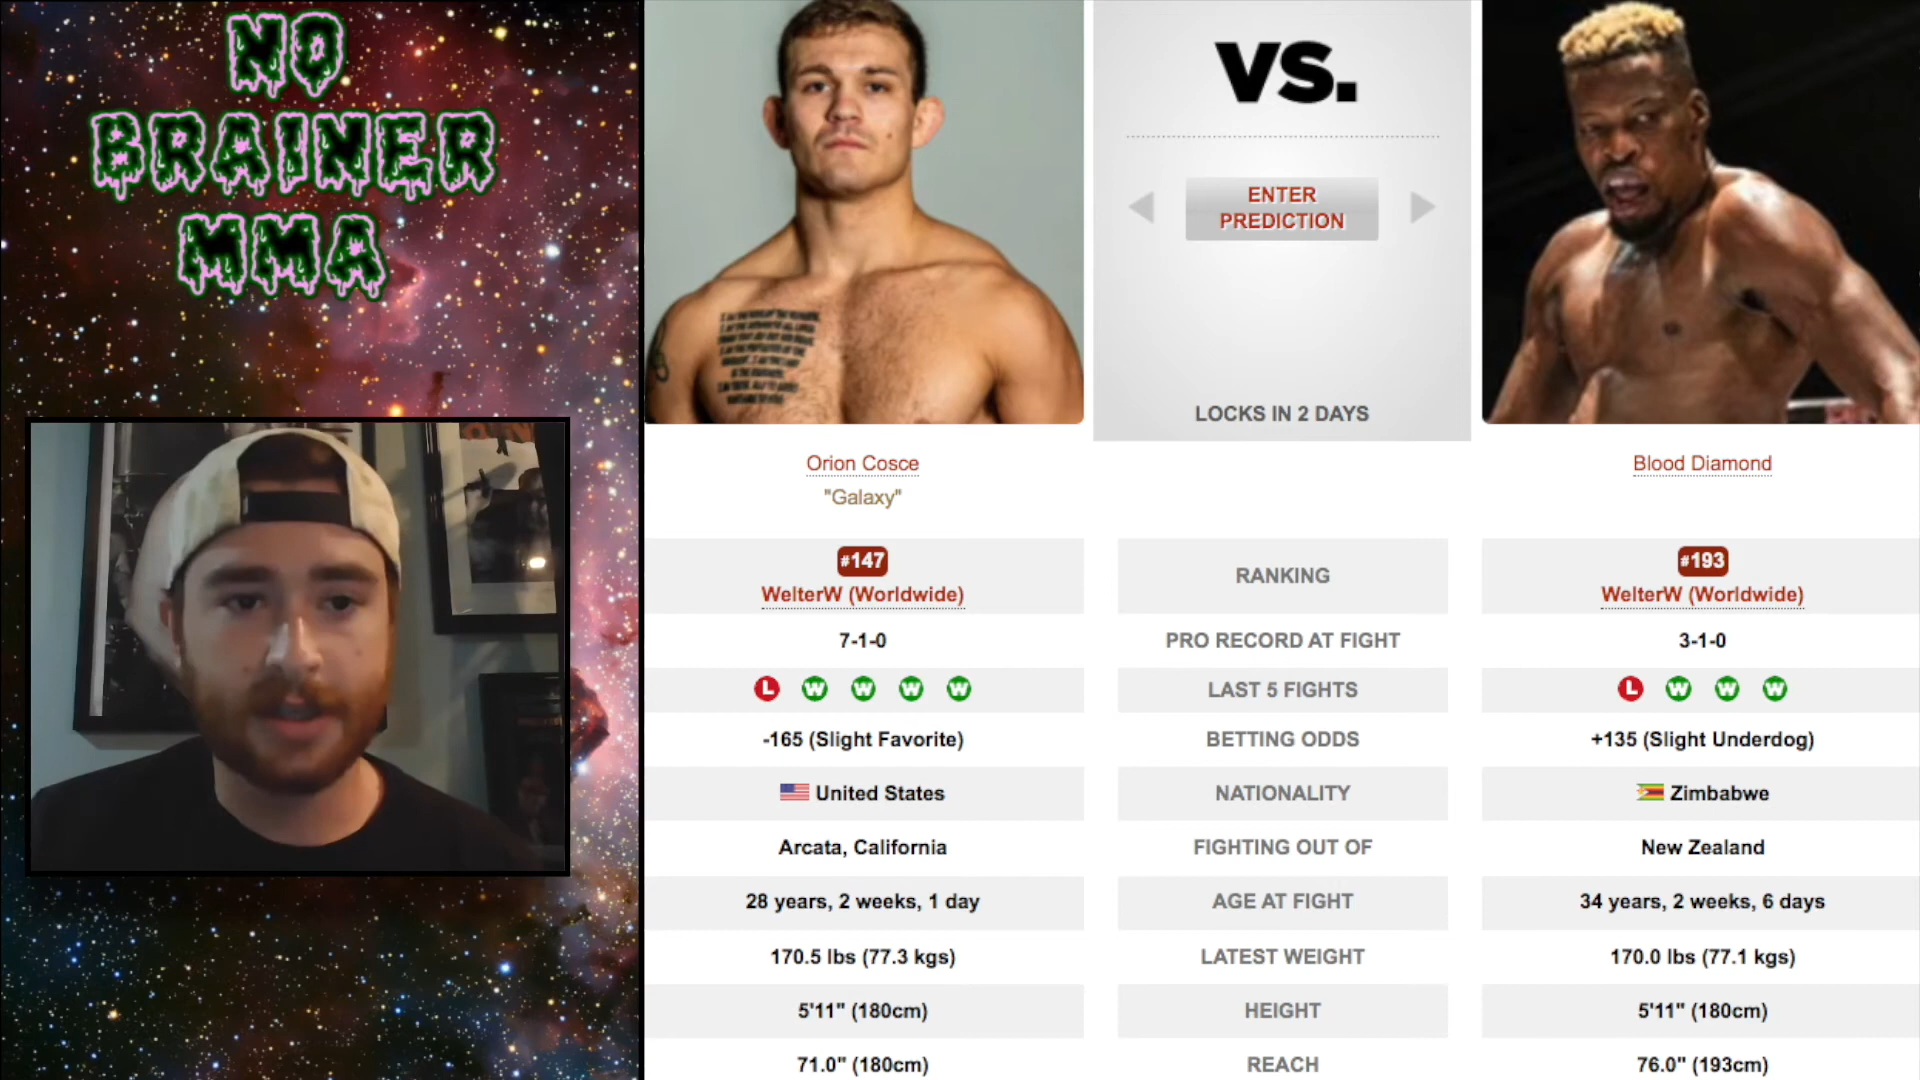 NO
BRAINER
MMA
VS.
ENTER
PREDICTION
LOCKS IN 2 DAYS
Orion Cosce
"Galaxy"
Blood Diamond
#147
WelterW (Worldwide)
RANKING
#193
WelterW (Worldwide)
7-1-0
PRO RECORD AT FIGHT
3-1-0
L W W W W
LAST 5 FIGHTS
L W W W
-165 (Slight Favorite)
BETTING ODDS
+135 (Slight Underdog)
United States
NATIONALITY
Zimbabwe
Arcata, California
FIGHTING OUT OF
New Zealand
28 years, 2 weeks, 1 day
AGE AT FIGHT
34 years, 2 weeks, 6 days
170.5 lbs (77.3 kgs)
LATEST WEIGHT
170.0 lbs (77.1 kgs)
5'11" (180cm)
HEIGHT
5'11" (180cm)
71.0" (180cm)
REACH
76.0" (193cm)